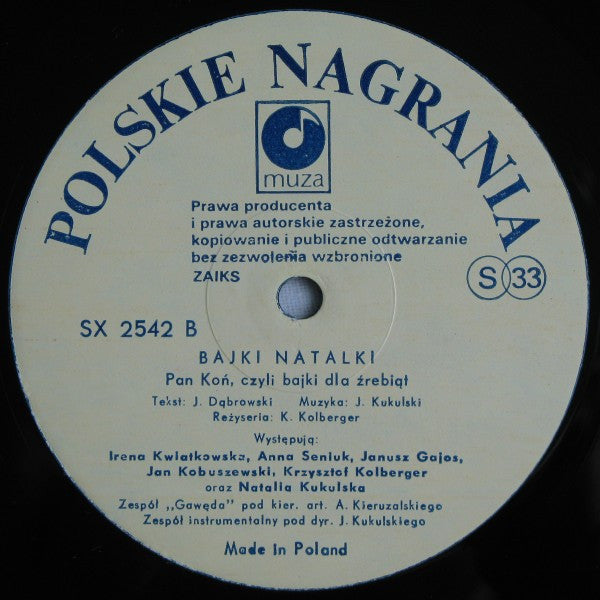 POLSKIE NAGRANIA
muza
Prawa producenta
i prawa autorskie zastrzeżone,
kopiowanie i publiczne odtwarzanie
bez zezwolenia wzbronione
ZAIKS
S 33
SX 2542 B
BAJKI NATALKI
Pan Koń, czyli bajki dla źrebiąt
Tekst: J. Dąbrowski Muzyka: J. Kukulski
Reżyseria: K. Kolberger
Występują:
Irena Kwiatkowska, Anna Seniuk, Janusz Gajos,
Jan Kobuszewski, Krzysztof Kolberger
oraz Natalia Kukulska
Zespół „Gawęda" pod kier. art. A. Kieruzalskiego
Zespół instrumentalny pod dyr. J. Kukulskiego
Made in Poland